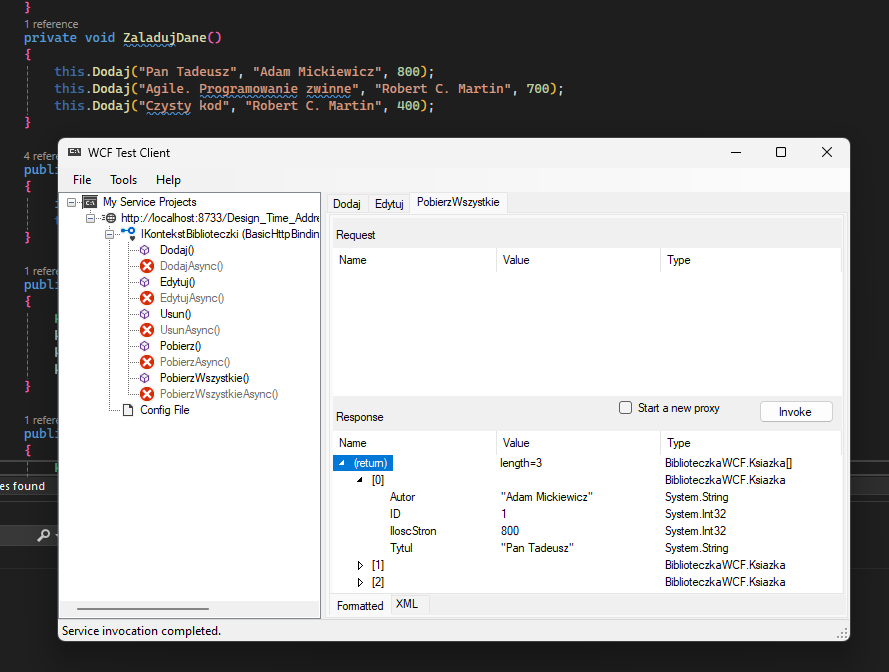 }
1 reference
private void ZaladujDane()
{
this.Dodaj("Pan Tadeusz", "Adam Mickiewicz", 800);
this.Dodaj("Agile. Programowanie zwinne", "Robert C. Martin", 700);
this.Dodaj("Czysty kod", "Robert C. Martin", 400);
}
4 refere
publi
{
}
1 refere
publi
{
}
1 refere
publi
{
es found
WCF Test Client
File Tools Help
My Service Projects
http://localhost:8733/Design_Time_Addre
IKontekstBiblioteczki (BasicHttpBinding
Dodaj()
DodajAsync()
Edytuj()
EdytujAsync()
Usun()
UsunAsync()
Pobierz()
PobierzAsync()
PobierzWszystkie()
PobierzWszystkieAsync()
Config File
Dodaj Edytuj PobierzWszystkie
Request
Name Value Type
Response
Start a new proxy
Invoke
Name Value Type
(return) length=3 BiblioteczkaWCF.Ksiazka[]
[0] BiblioteczkaWCF.Ksiazka
Autor "Adam Mickiewicz" System.String
ID 1 System.Int32
IloscStron 800 System.Int32
Tytul "Pan Tadeusz" System.String
[1] BiblioteczkaWCF.Ksiazka
[2] BiblioteczkaWCF.Ksiazka
Formatted XML
Service invocation completed.